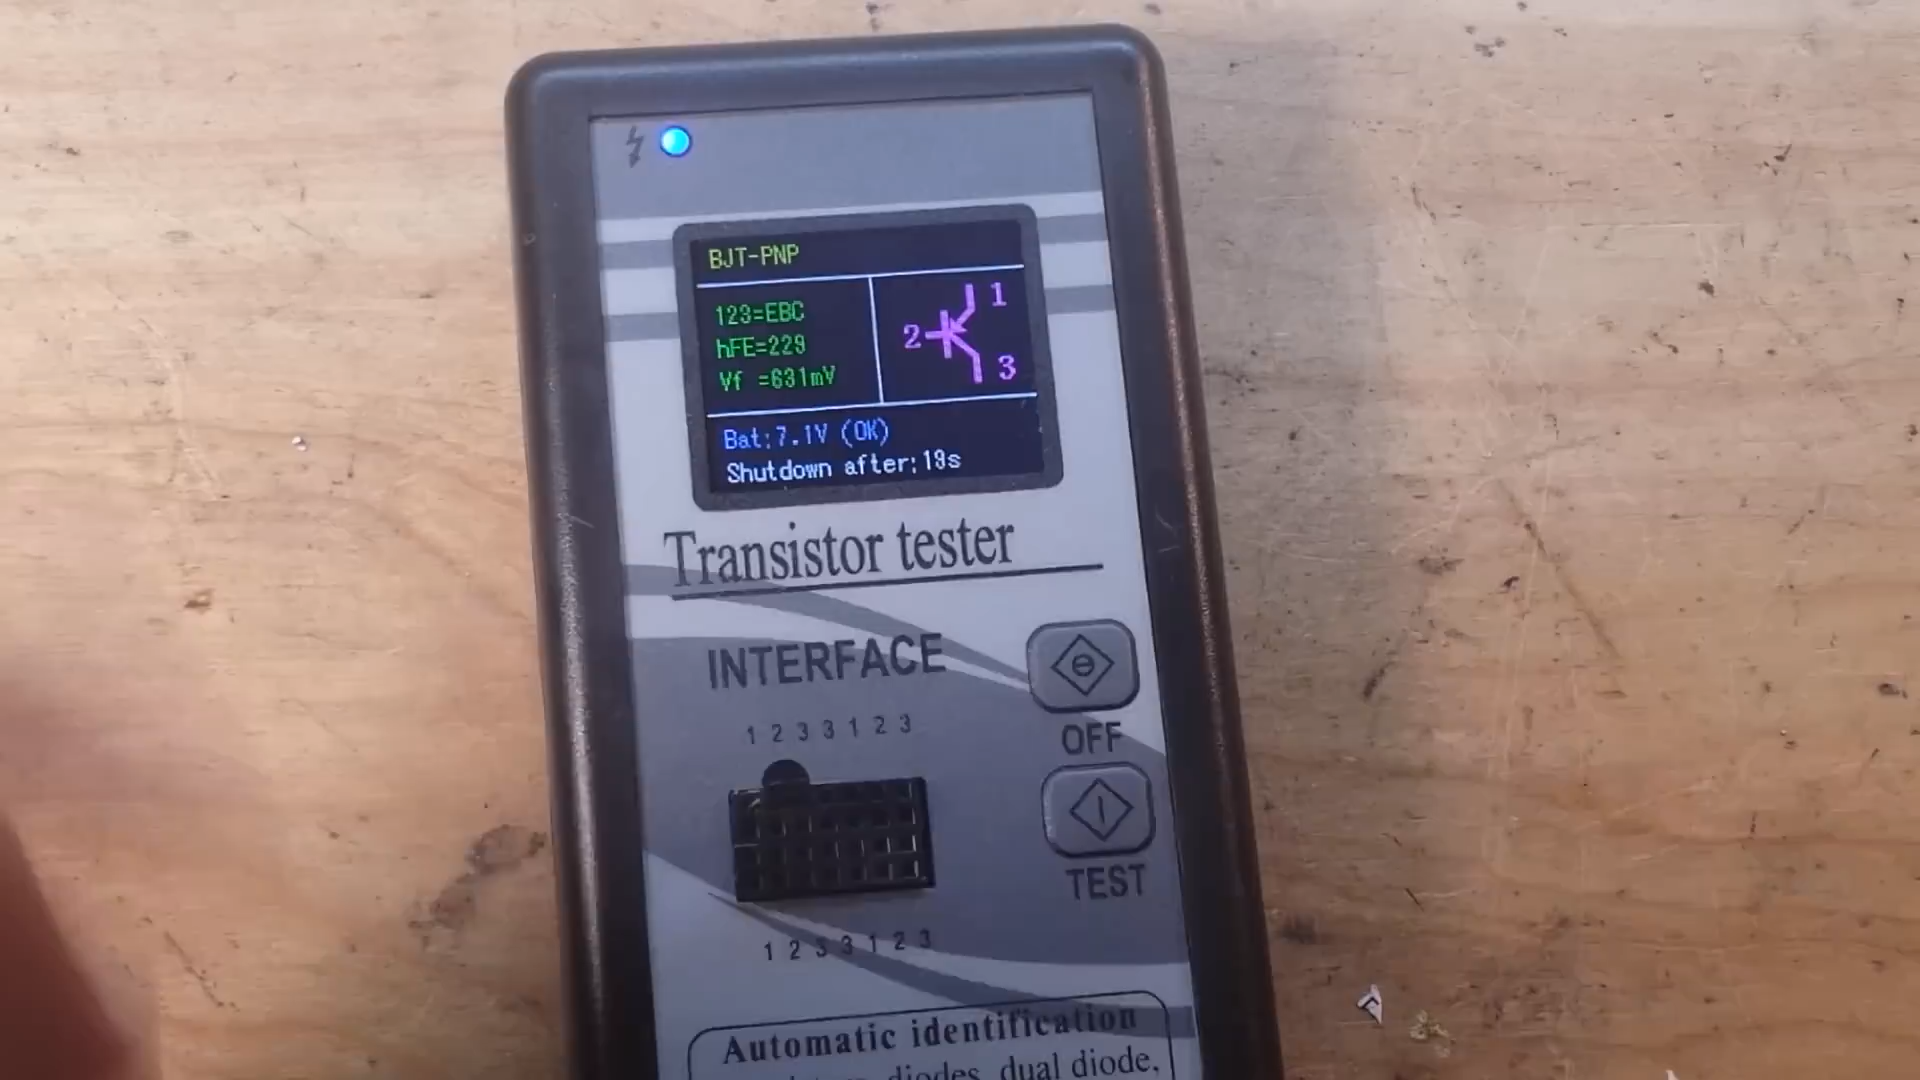 BJT-PNP
123=EBC
hFE=229
Vf =631mV
1
2
3
Bat:7.1V (OK)
Shutdown after:19s
Transistor tester
INTERFACE
1 2 3 3 1 2 3
OFF
TEST
1 2 3 3 1 2 3
Automatic identification
diodes, dual diode,